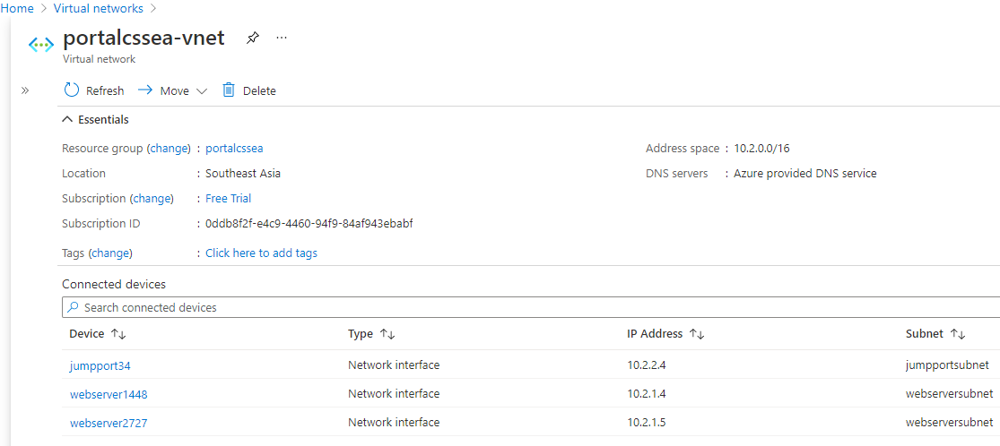 Home > Virtual networks >
portalcssea-vnet
Virtual network
Refresh Move Delete
Essentials
Resource group (change) : portalcssea Address space : 10.2.0.0/16
Location : Southeast Asia DNS servers : Azure provided DNS service
Subscription (change) : Free Trial
Subscription ID : 0ddb8f2f-e4c9-4460-94f9-84af943ebabf
Tags (change) : Click here to add tags
Connected devices
Search connected devices
Device Type IP Address Subnet
jumpport34 Network interface 10.2.2.4 jumpportsubnet
webserver1448 Network interface 10.2.1.4 webserversubnet
webserver2727 Network interface 10.2.1.5 webserversubnet